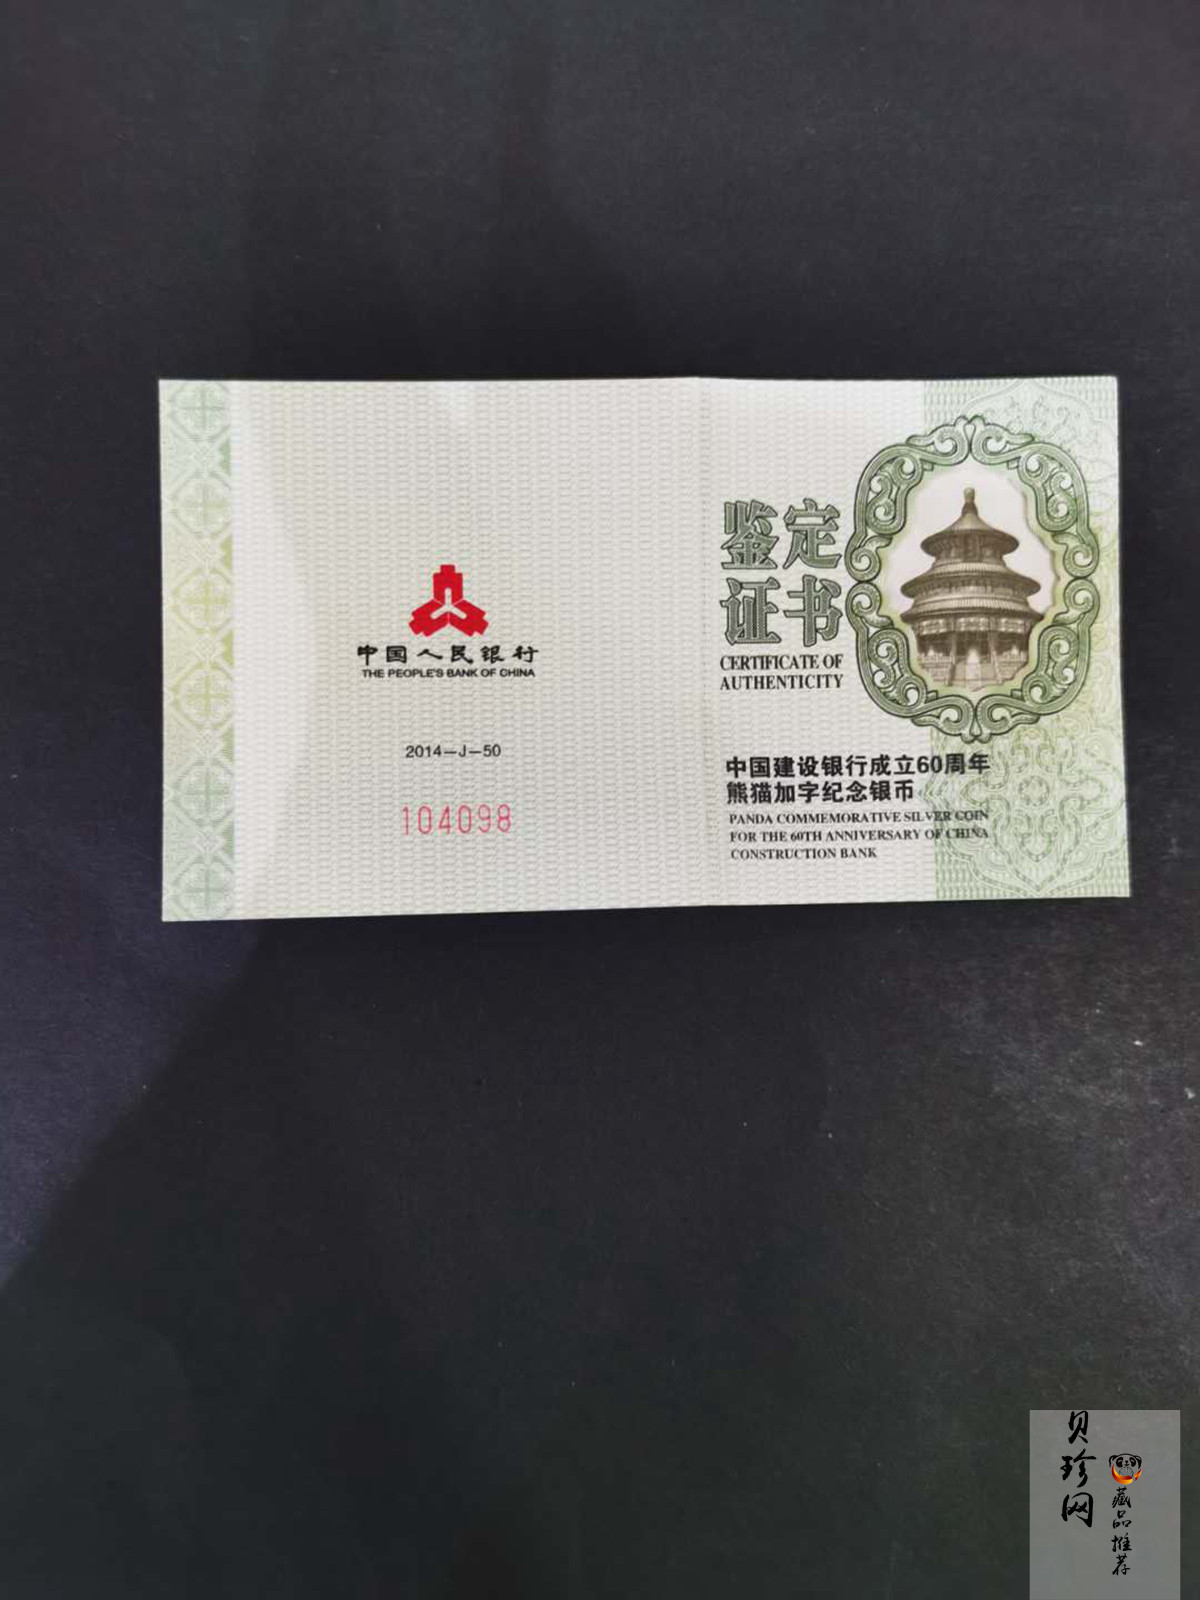 中国人民银行
THE PEOPLE'S BANK OF CHINA
2014-J-50
104098
鉴定
证书
CERTIFICATE OF
AUTHENTICITY
中国建设银行成立60周年
熊猫加字纪念银币
PANDA COMMEMORATIVE SILVER COIN
FOR THE 60TH ANNIVERSARY OF CHINA
CONSTRUCTION BANK
贝珍网
藏品推荐